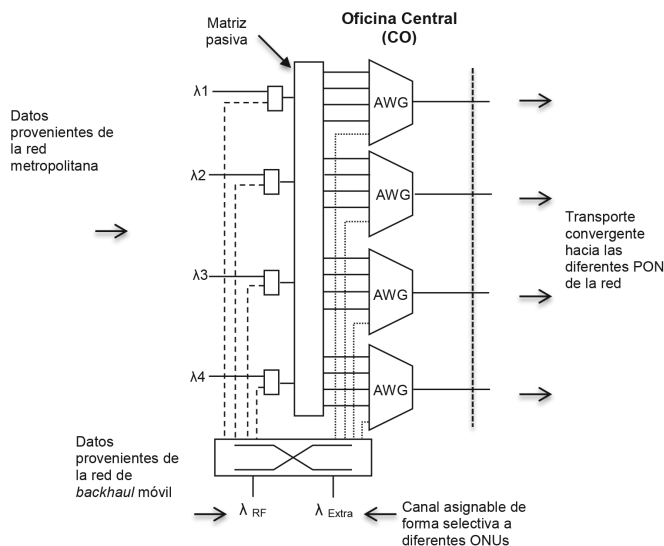 Oficina Central
(CO)
Matriz
pasiva
λ1
AWG
Datos
provenientes de
la red
metropolitana
λ2
AWG
Transporte
convergente
hacia las
diferentes PON
de la red
λ3
AWG
λ4
AWG
Datos
provenientes de
la red de
backhaul móvil
λ RF
λ Extra
Canal asignable de
forma selectiva a
diferentes ONUs